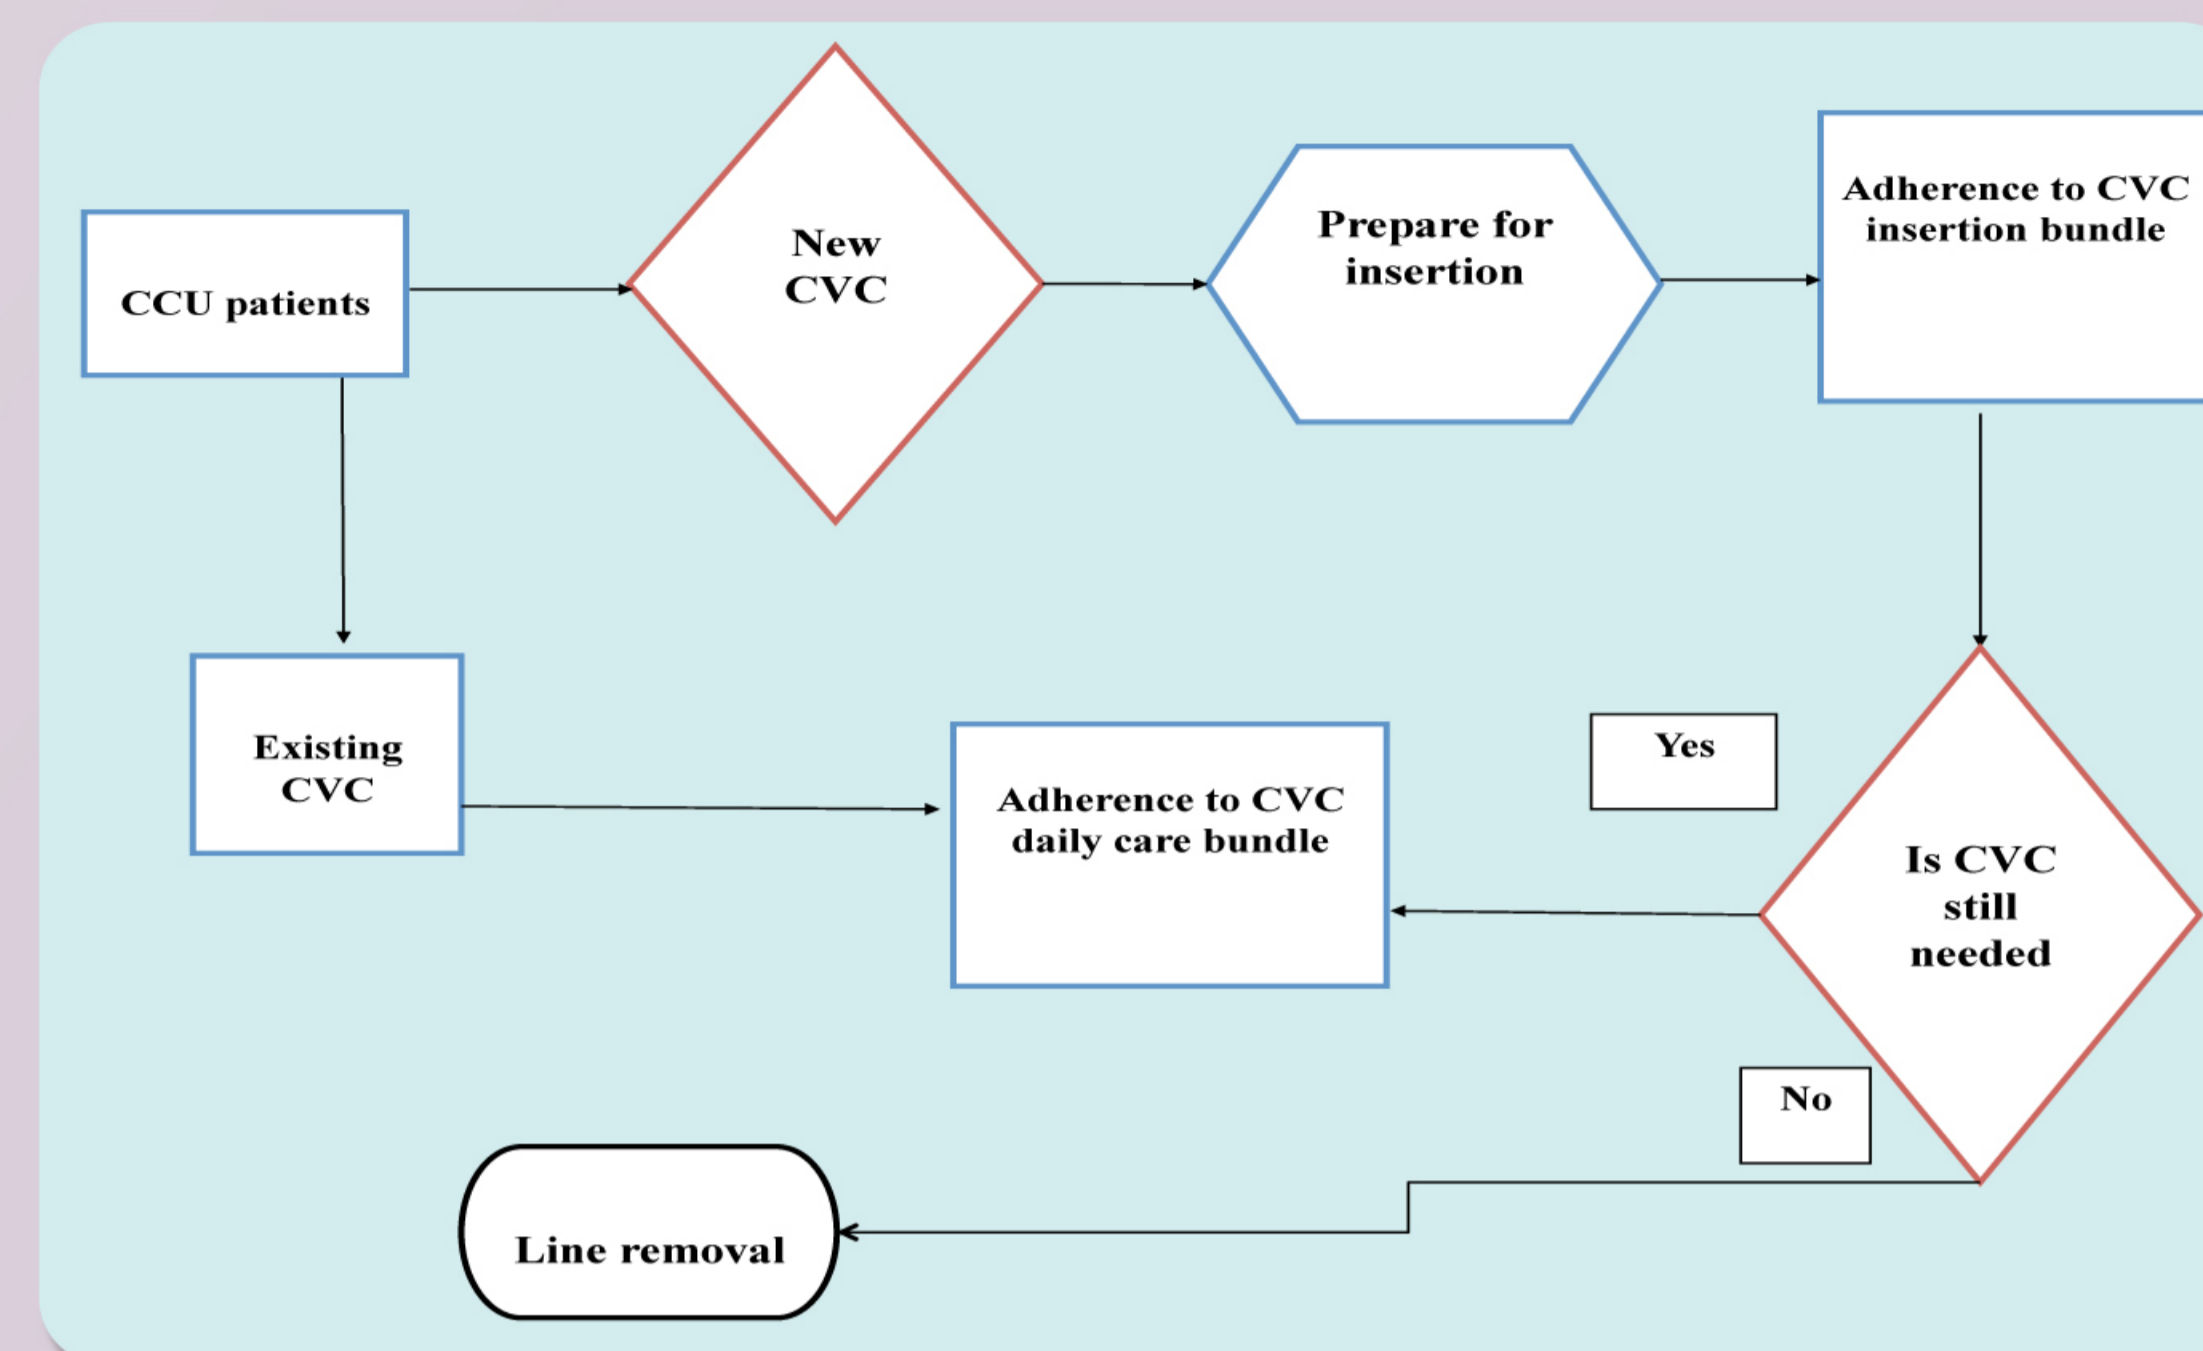 CCU patients
New
CVC
Prepare for
insertion
Adherence to CVC
insertion bundle
Existing
CVC
Adherence to CVC
daily care bundle
Yes
Is CVC
still
needed
No
Line removal